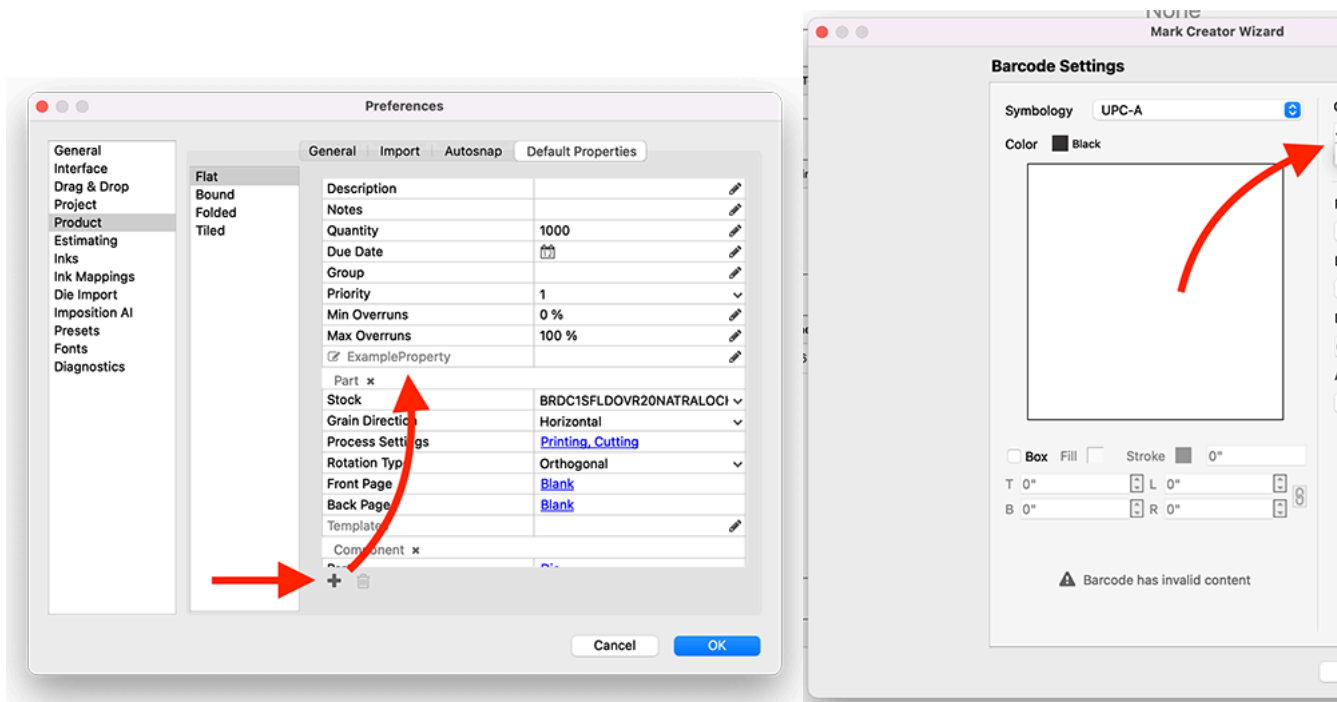 Preferences
General
Interface
Drag & Drop
Project
Product
Estimating
Inks
Ink Mappings
Die Import
Imposition AI
Presets
Fonts
Diagnostics
Flat
Bound
Folded
Tiled
General Import Autosnap Default Properties
Description
Notes
Quantity 1000
Due Date
Group
Priority 1
Min Overruns 0 %
Max Overruns 100 %
ExampleProperty
Part
Stock BRDC1SFLDOVR20NATRALOCI
Grain Direction Horizontal
Process Settings Printing, Cutting
Rotation Type Orthogonal
Front Page Blank
Back Page Blank
Templates
Component
Die
Cancel OK
None
Mark Creator Wizard
Barcode Settings
Symbology UPC-A
Color Black
Box Fill Stroke 0"
T 0" L 0"
B 0" R 0"
Barcode has invalid content